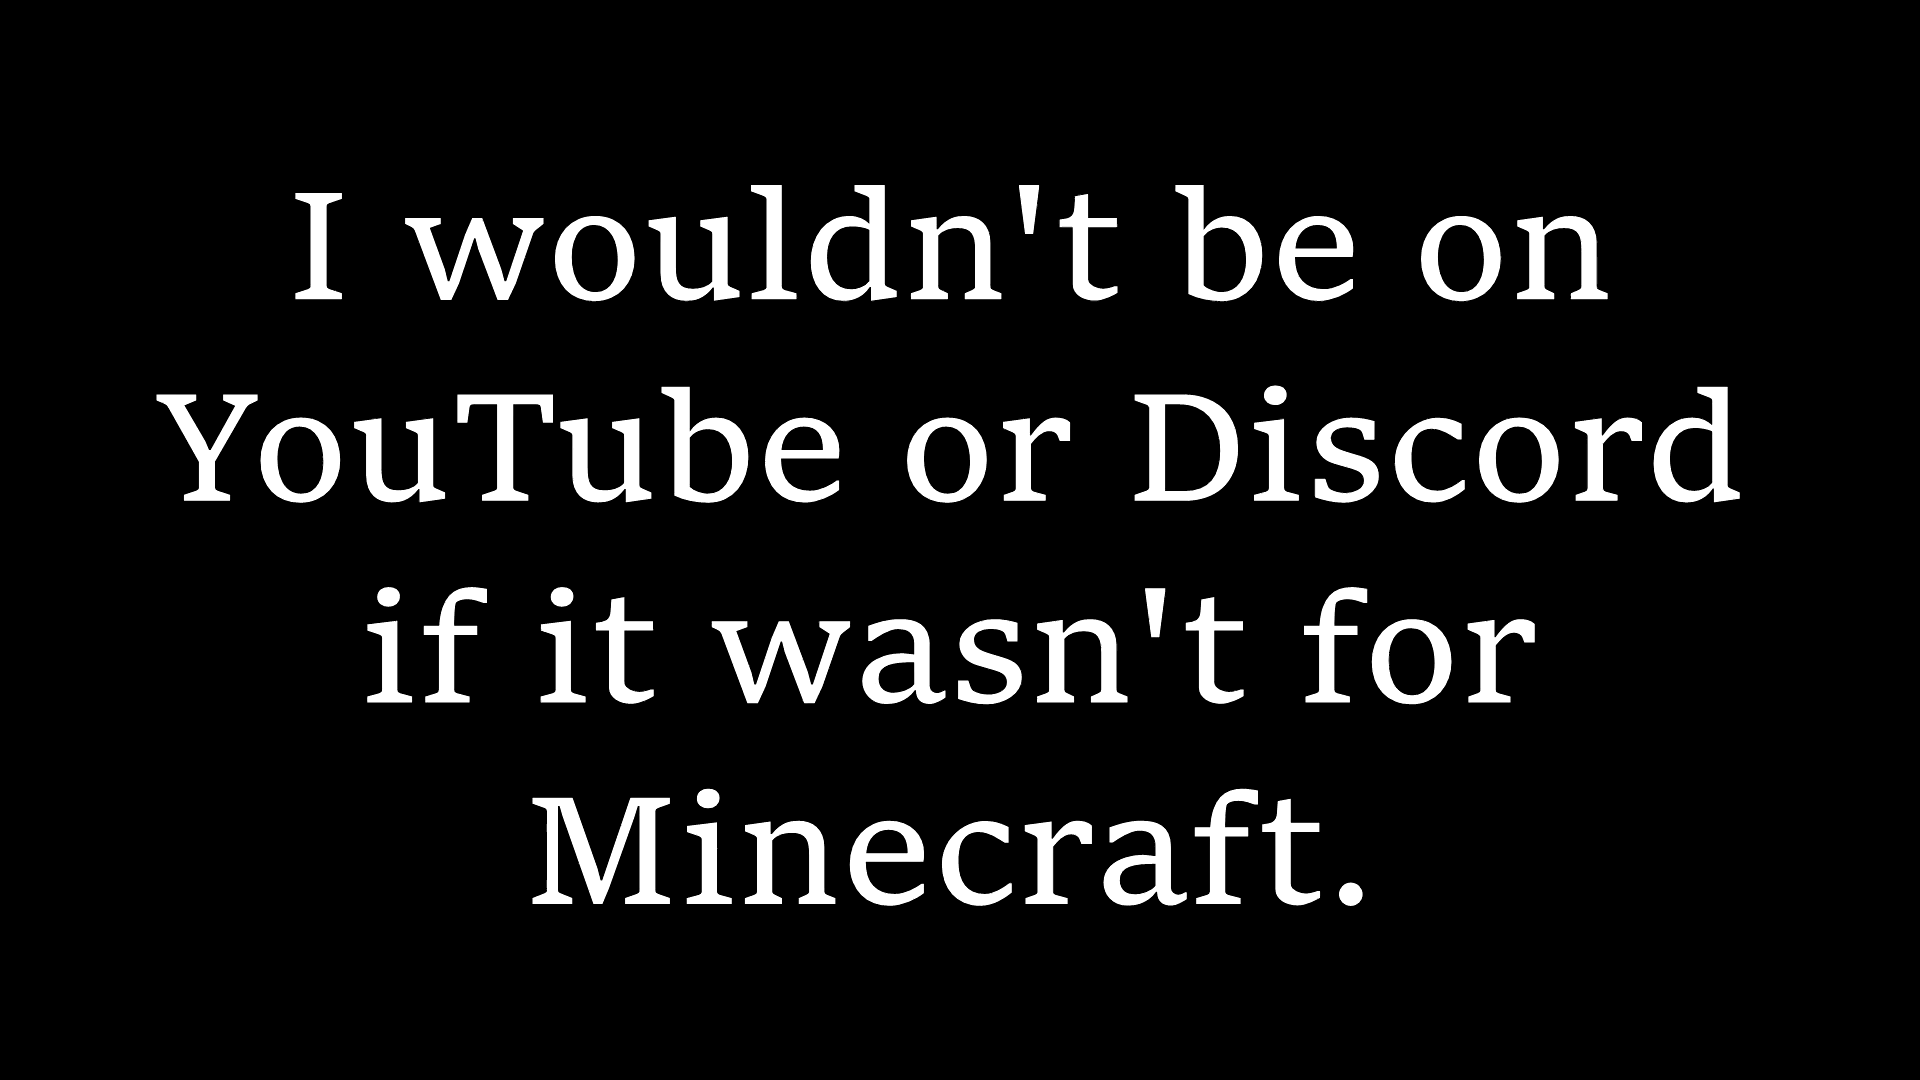 I wouldn't be on
YouTube or Discord
if it wasn't for
Minecraft.